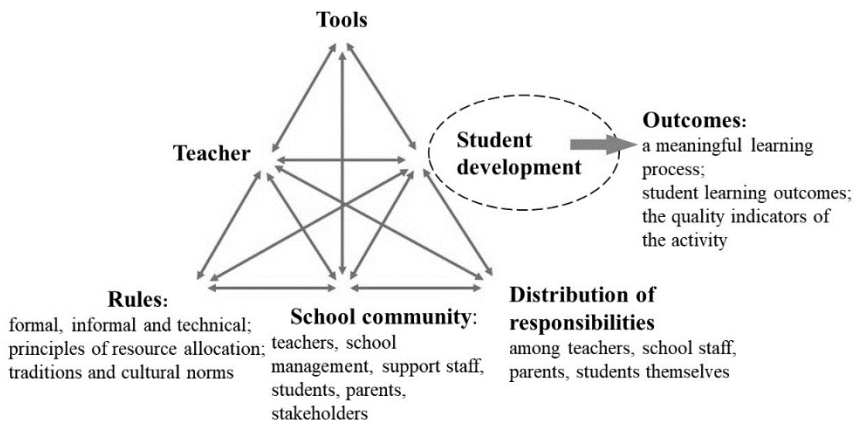 Tools
Teacher
Student
development
Outcomes:
a meaningful learning
process;
student learning outcomes;
the quality indicators of
the activity
Rules:
formal, informal and technical;
principles of resource allocation;
traditions and cultural norms
School community:
teachers, school
management, support staff,
students, parents,
stakeholders
Distribution of
responsibilities
among teachers, school staff,
parents, students themselves